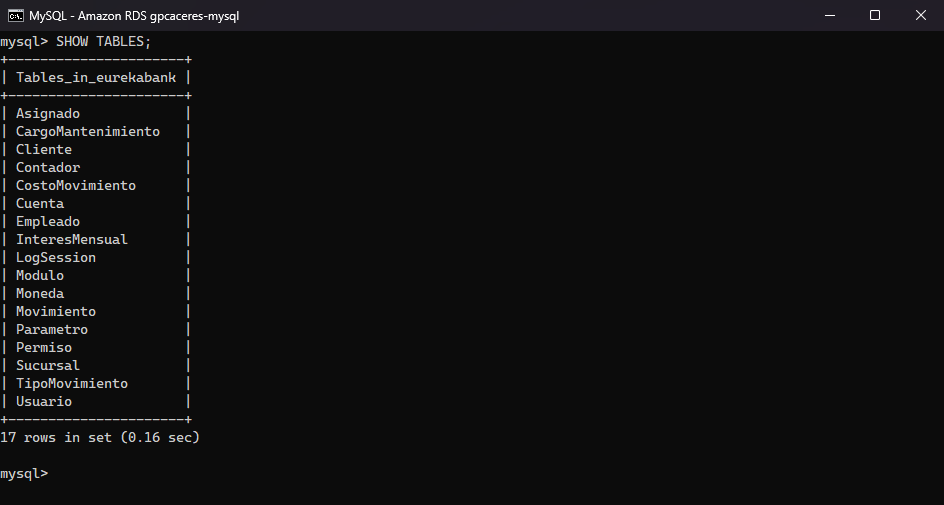 MySQL - Amazon RDS gpcaceres-mysql
mysql> SHOW TABLES;
+----------------------+
| Tables_in_eurekabank |
+----------------------+
| Asignado             |
| CargoMantenimiento   |
| Cliente              |
| Contador             |
| CostoMovimiento      |
| Cuenta               |
| Empleado             |
| InteresMensual       |
| LogSession           |
| Modulo               |
| Moneda               |
| Movimiento           |
| Parametro            |
| Permiso              |
| Sucursal             |
| TipoMovimiento       |
| Usuario              |
+----------------------+
17 rows in set (0.16 sec)
mysql>